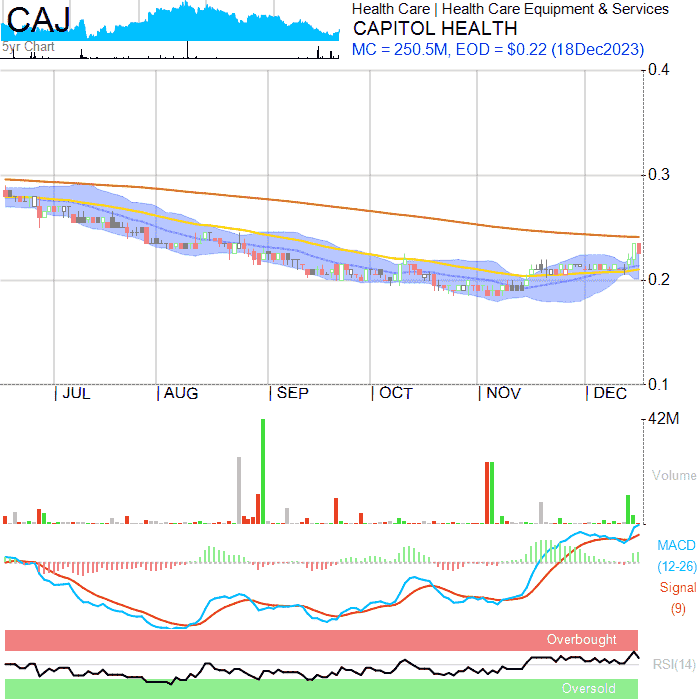 CAJ
5yr Chart
Health Care | Health Care Equipment & Services
CAPITOL HEALTH
MC = 250.5M, EOD = $0.22 (18Dec2023)
0.4
0.3
0.2
0.1
| JUL | AUG | SEP | OCT | NOV | DEC
42M
Volume
MACD
(12-26)
Signal
(9)
Overbought
RSI(14)
Oversold